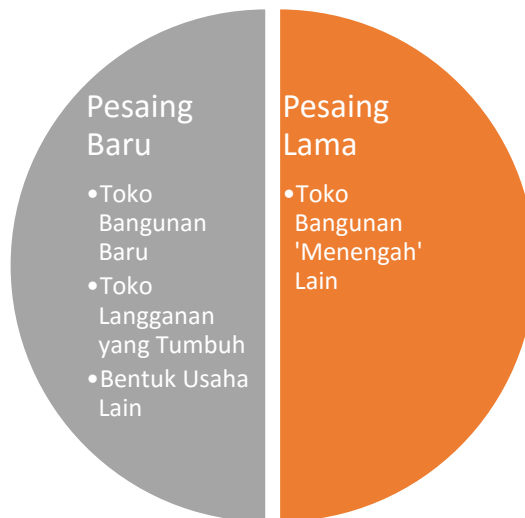 Pesaing
Baru
•Toko
Bangunan
Baru
•Toko
Langganan
yang Tumbuh
•Bentuk Usaha
Lain
Pesaing
Lama
•Toko
Bangunan
'Menengah'
Lain